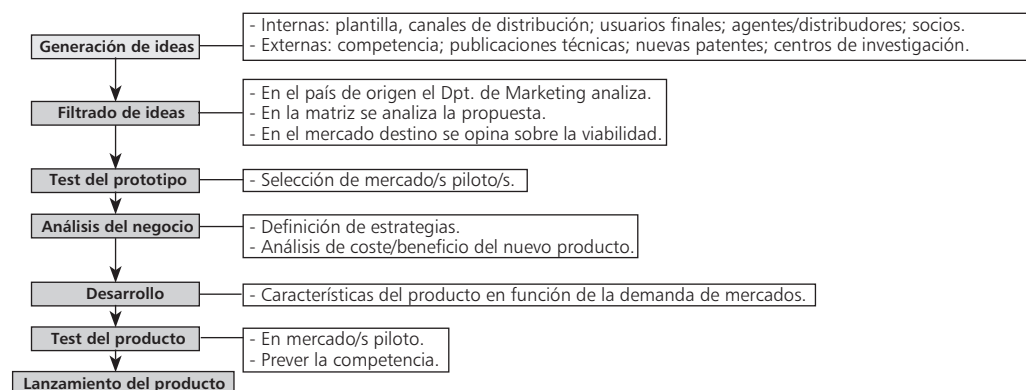 Generación de ideas
- Internas: plantilla, canales de distribución; usuarios finales; agentes/distribuidores; socios.
- Externas: competencia; publicaciones técnicas; nuevas patentes; centros de investigación.
Filtrado de ideas
- En el país de origen el Dpt. de Marketing analiza.
- En la matriz se analiza la propuesta.
- En el mercado destino se opina sobre la viabilidad.
Test del prototipo
- Selección de mercado/s piloto/s.
Análisis del negocio
- Definición de estrategias.
- Análisis de coste/beneficio del nuevo producto.
Desarrollo
- Características del producto en función de la demanda de mercados.
Test del producto
- En mercado/s piloto.
- Prever la competencia.
Lanzamiento del producto